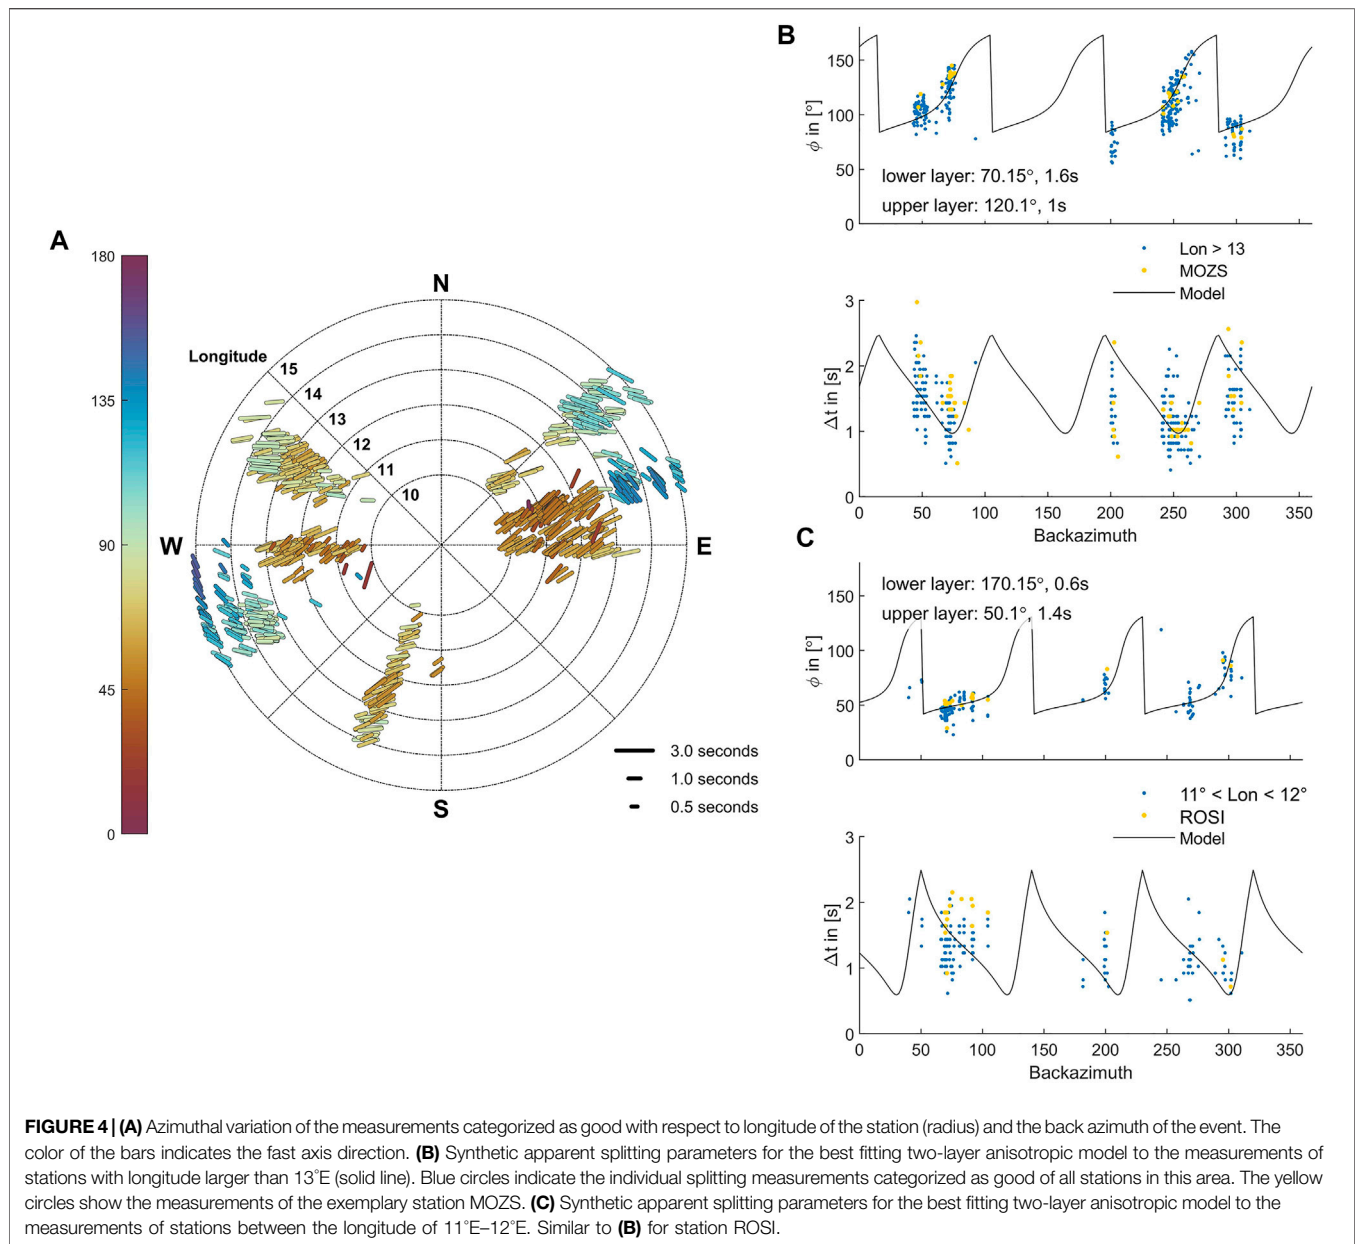 A
180
135
90
45
0
N
Longitude
15
14
13
12
11
10
W
E
S
3.0 seconds
1.0 seconds
0.5 seconds
B
150
100
50
0
ϕ in [°]
lower layer: 70.15°, 1.6s
upper layer: 120.1°, 1s
Lon > 13
MOZS
Model
3
2
1
0
Δt in [s]
0 50 100 150 200 250 300 350
Backazimuth
C
150
100
50
0
ϕ in [°]
lower layer: 170.15°, 0.6s
upper layer: 50.1°, 1.4s
11° < Lon < 12°
ROSI
Model
3
2
1
0
Δt in [s]
0 50 100 150 200 250 300 350
Backazimuth
FIGURE 4 | (A) Azimuthal variation of the measurements categorized as good with respect to longitude of the station (radius) and the back azimuth of the event. The
color of the bars indicates the fast axis direction. (B) Synthetic apparent splitting parameters for the best fitting two-layer anisotropic model to the measurements of
stations with longitude larger than 13°E (solid line). Blue circles indicate the individual splitting measurements categorized as good of all stations in this area. The yellow
circles show the measurements of the exemplary station MOZS. (C) Synthetic apparent splitting parameters for the best fitting two-layer anisotropic model to the
measurements of stations between the longitude of 11°E–12°E. Similar to (B) for station ROSI.